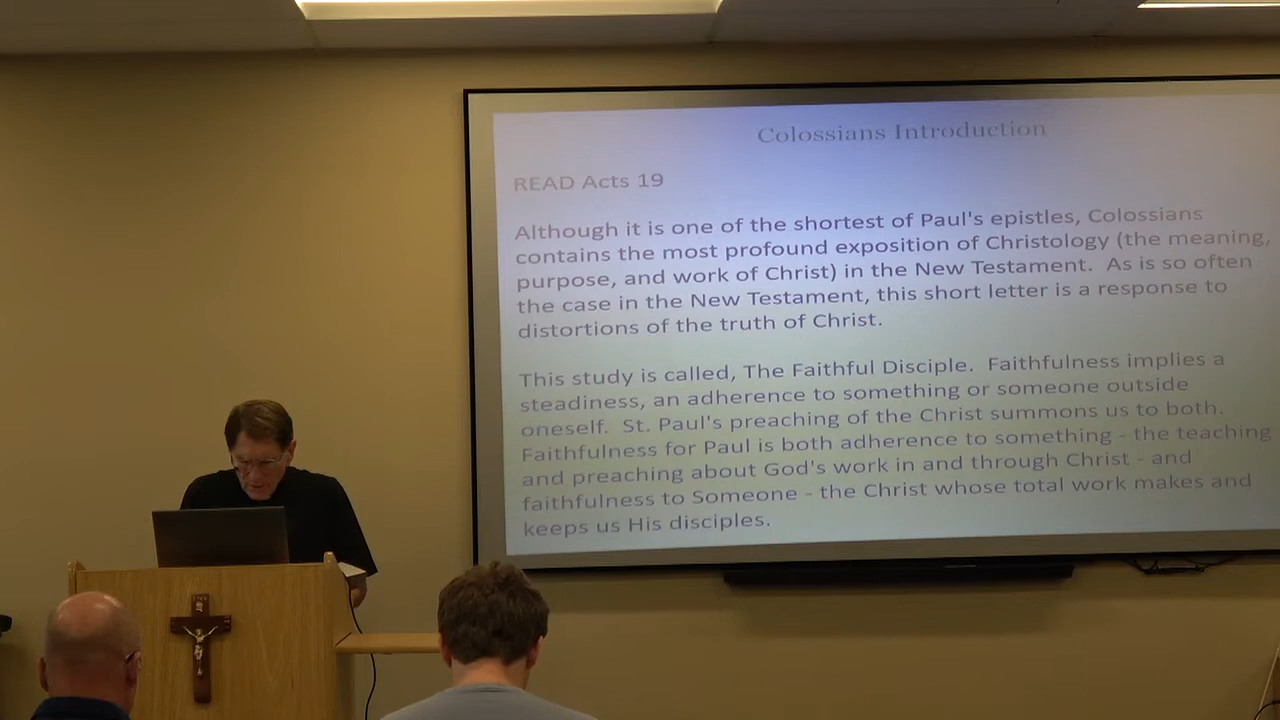 Colossians Introduction
READ Acts 19
Although it is one of the shortest of Paul's epistles, Colossians
contains the most profound exposition of Christology (the meaning,
purpose, and work of Christ) in the New Testament.  As is so often
the case in the New Testament, this short letter is a response to
distortions of the truth of Christ.
This study is called, The Faithful Disciple.  Faithfulness implies a
steadiness, an adherence to something or someone outside
oneself.  St. Paul's preaching of the Christ summons us to both.
Faithfulness for Paul is both adherence to something - the teaching
and preaching about God's work in and through Christ - and
faithfulness to Someone - the Christ whose total work makes and
keeps us His disciples.